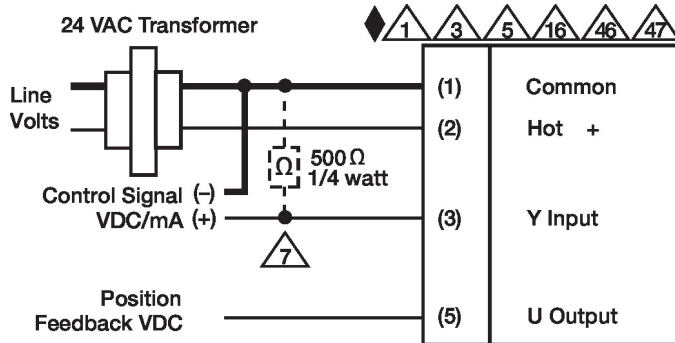 24 VAC Transformer
1 3 5 16 46 47
Line
Volts
(1) Common
(2) Hot +
Ω 500 Ω
1/4 watt
Control Signal (–)
VDC/mA (+)
(3) Y Input
7
Position
Feedback VDC
(5) U Output